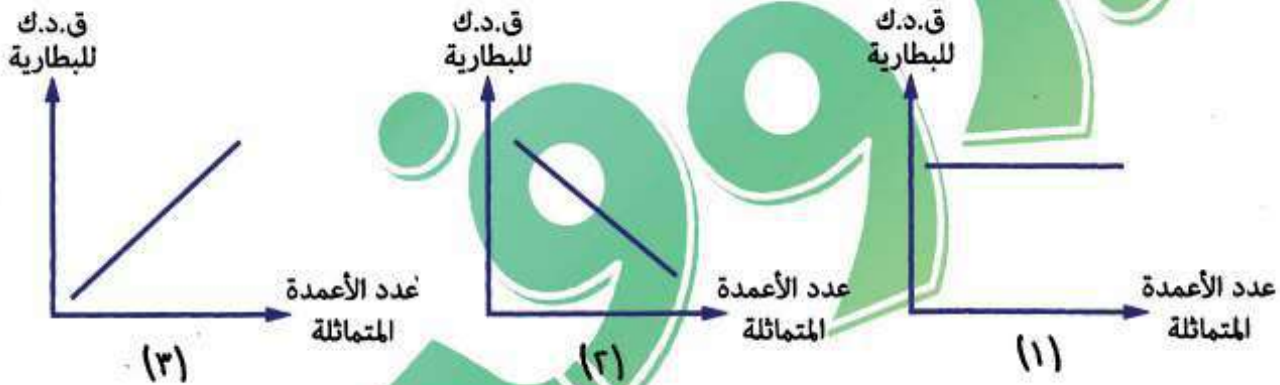 ق.د.ك
للبطارية
عدد الأعمدة
المتماثلة
(١)
ق.د.ك
للبطارية
عدد الأعمدة
المتماثلة
(٢)
ق.د.ك
للبطارية
عدد الأعمدة
المتماثلة
(٣)